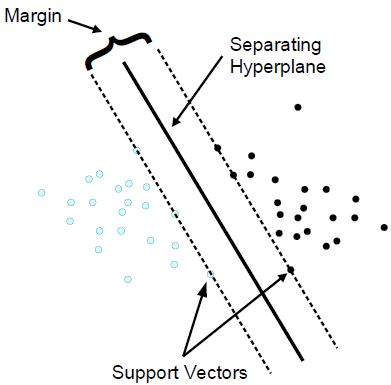 Margin
Separating
Hyperplane
Support Vectors